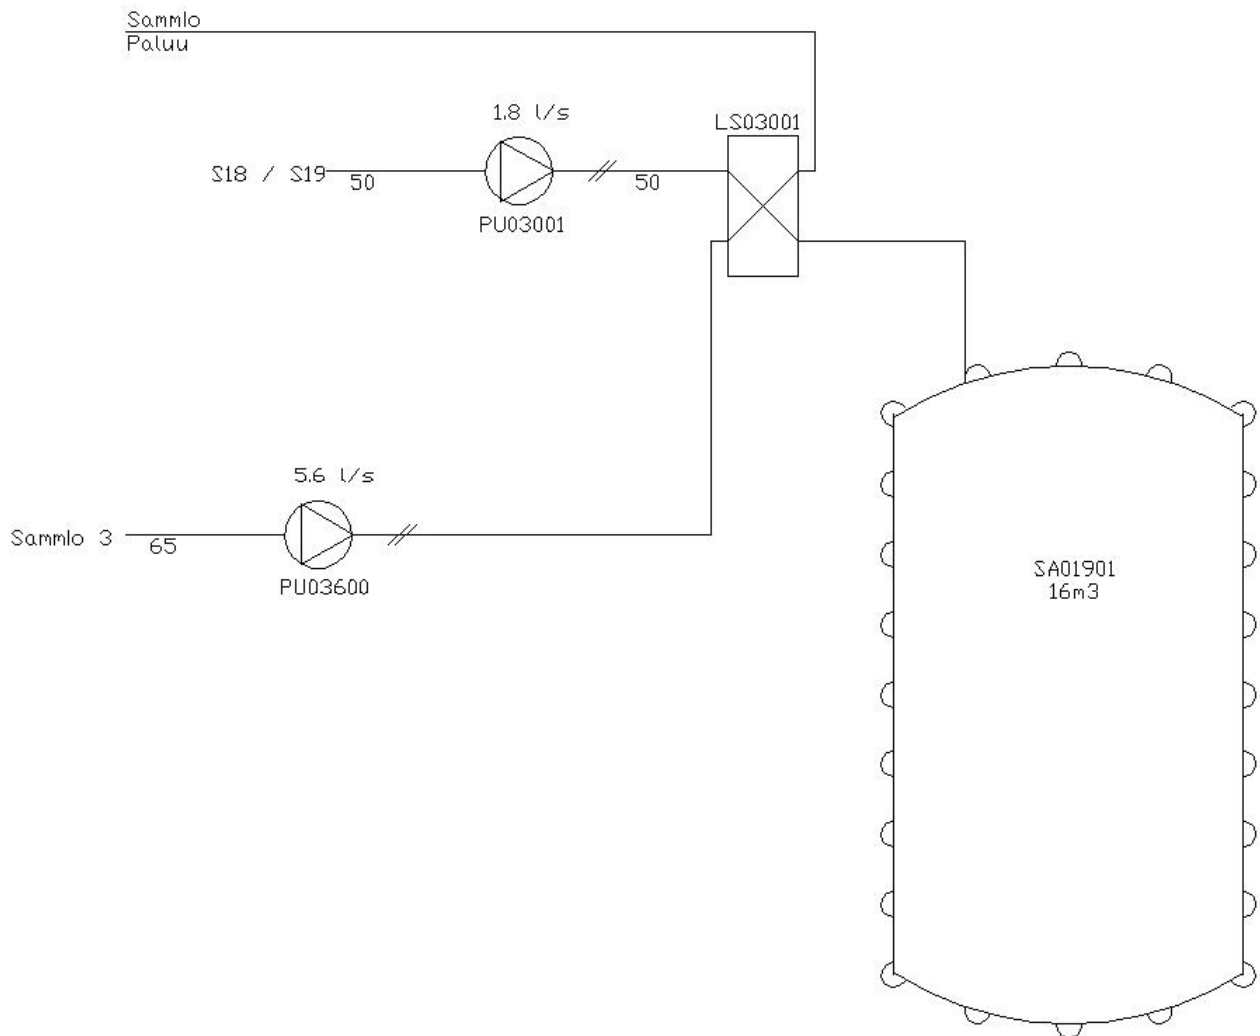 Sammlo
Paluu
1.8 l/s
LS03001
S18 / S19
50
50
PU03001
5.6 l/s
Sammlo 3
65
PU03600
SA01901
16m3